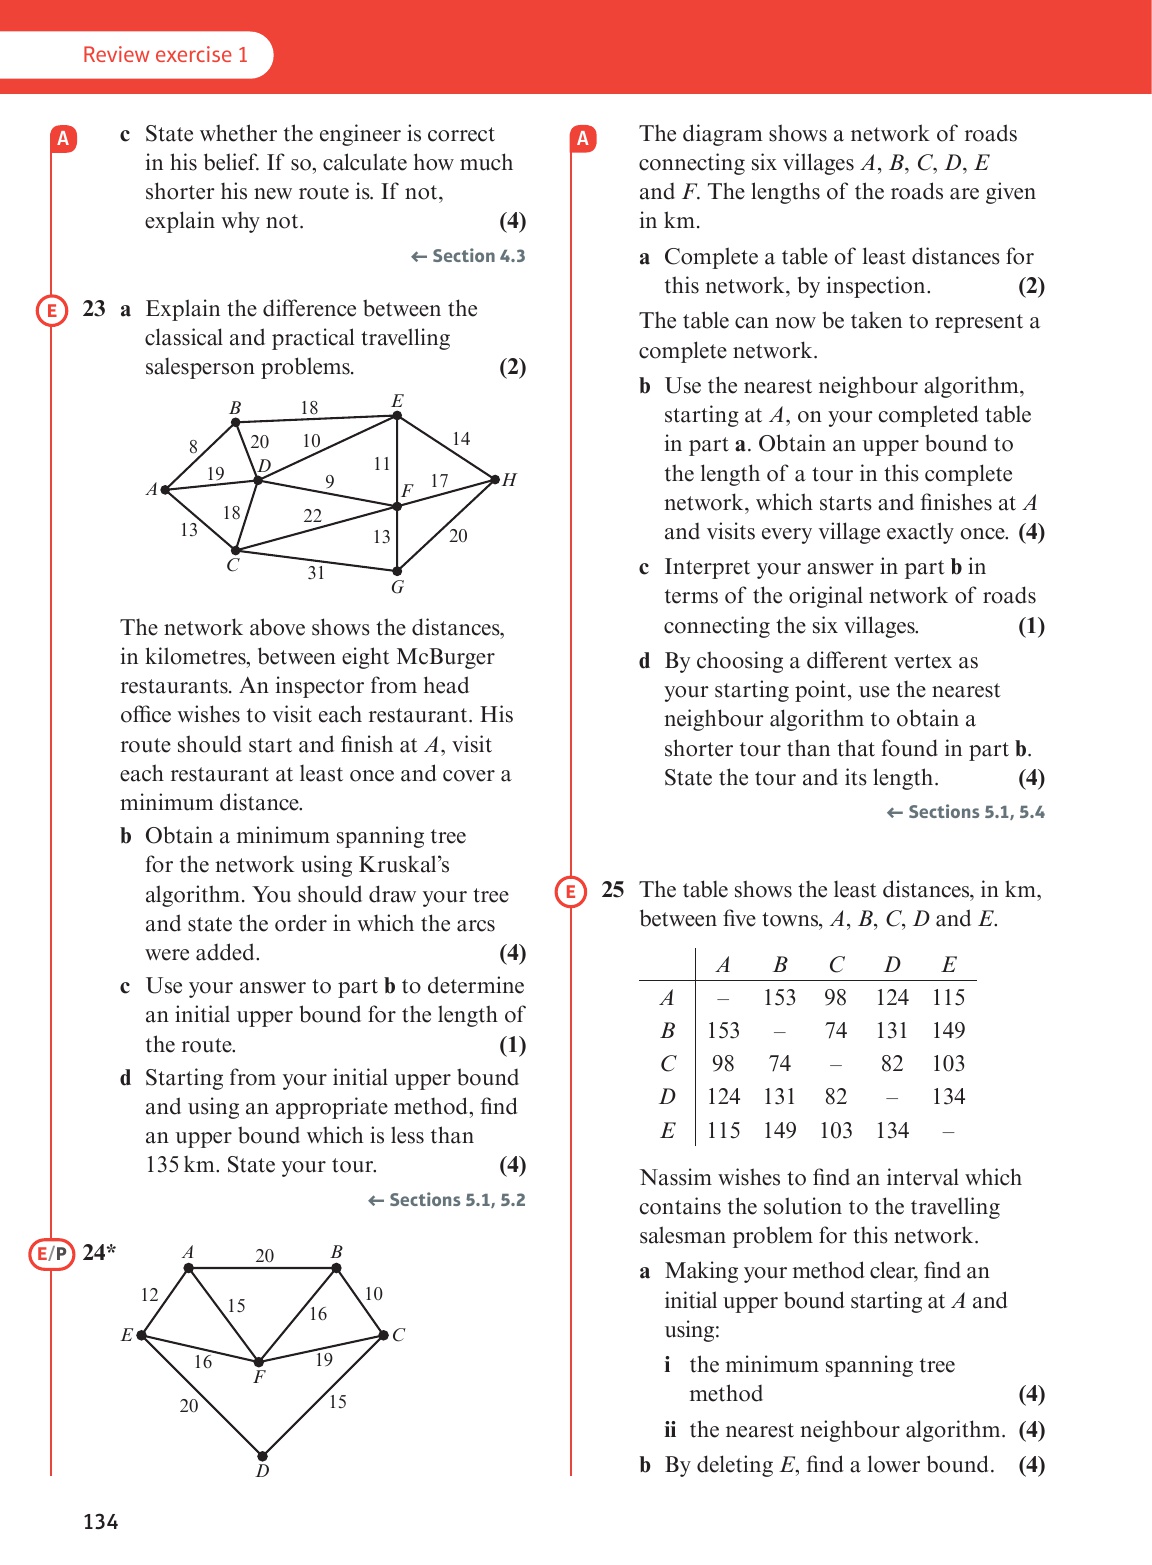 Review exercise 1
A
c State whether the engineer is correct
in his belief. If so, calculate how much
shorter his new route is. If not,
explain why not. (4)
← Section 4.3
E 23 a Explain the difference between the
classical and practical travelling
salesperson problems. (2)
B 18 E
8 20 10 14
19 D 11
A 9 F 17 H
18 22
13 13 20
C 31
G
The network above shows the distances,
in kilometres, between eight McBurger
restaurants. An inspector from head
office wishes to visit each restaurant. His
route should start and finish at A, visit
each restaurant at least once and cover a
minimum distance.
b Obtain a minimum spanning tree
for the network using Kruskal's
algorithm. You should draw your tree
and state the order in which the arcs
were added. (4)
c Use your answer to part b to determine
an initial upper bound for the length of
the route. (1)
d Starting from your initial upper bound
and using an appropriate method, find
an upper bound which is less than
135 km. State your tour. (4)
← Sections 5.1, 5.2
E/P 24*
A 20 B
12 15 16 10
E C
16 19
F
20 15
D
A
The diagram shows a network of roads
connecting six villages A, B, C, D, E
and F. The lengths of the roads are given
in km.
a Complete a table of least distances for
this network, by inspection. (2)
The table can now be taken to represent a
complete network.
b Use the nearest neighbour algorithm,
starting at A, on your completed table
in part a. Obtain an upper bound to
the length of a tour in this complete
network, which starts and finishes at A
and visits every village exactly once. (4)
c Interpret your answer in part b in
terms of the original network of roads
connecting the six villages. (1)
d By choosing a different vertex as
your starting point, use the nearest
neighbour algorithm to obtain a
shorter tour than that found in part b.
State the tour and its length. (4)
← Sections 5.1, 5.4
E 25 The table shows the least distances, in km,
between five towns, A, B, C, D and E.
A B C D E
A – 153 98 124 115
B 153 – 74 131 149
C 98 74 – 82 103
D 124 131 82 – 134
E 115 149 103 134 –
Nassim wishes to find an interval which
contains the solution to the travelling
salesman problem for this network.
a Making your method clear, find an
initial upper bound starting at A and
using:
i the minimum spanning tree
method (4)
ii the nearest neighbour algorithm. (4)
b By deleting E, find a lower bound. (4)
134